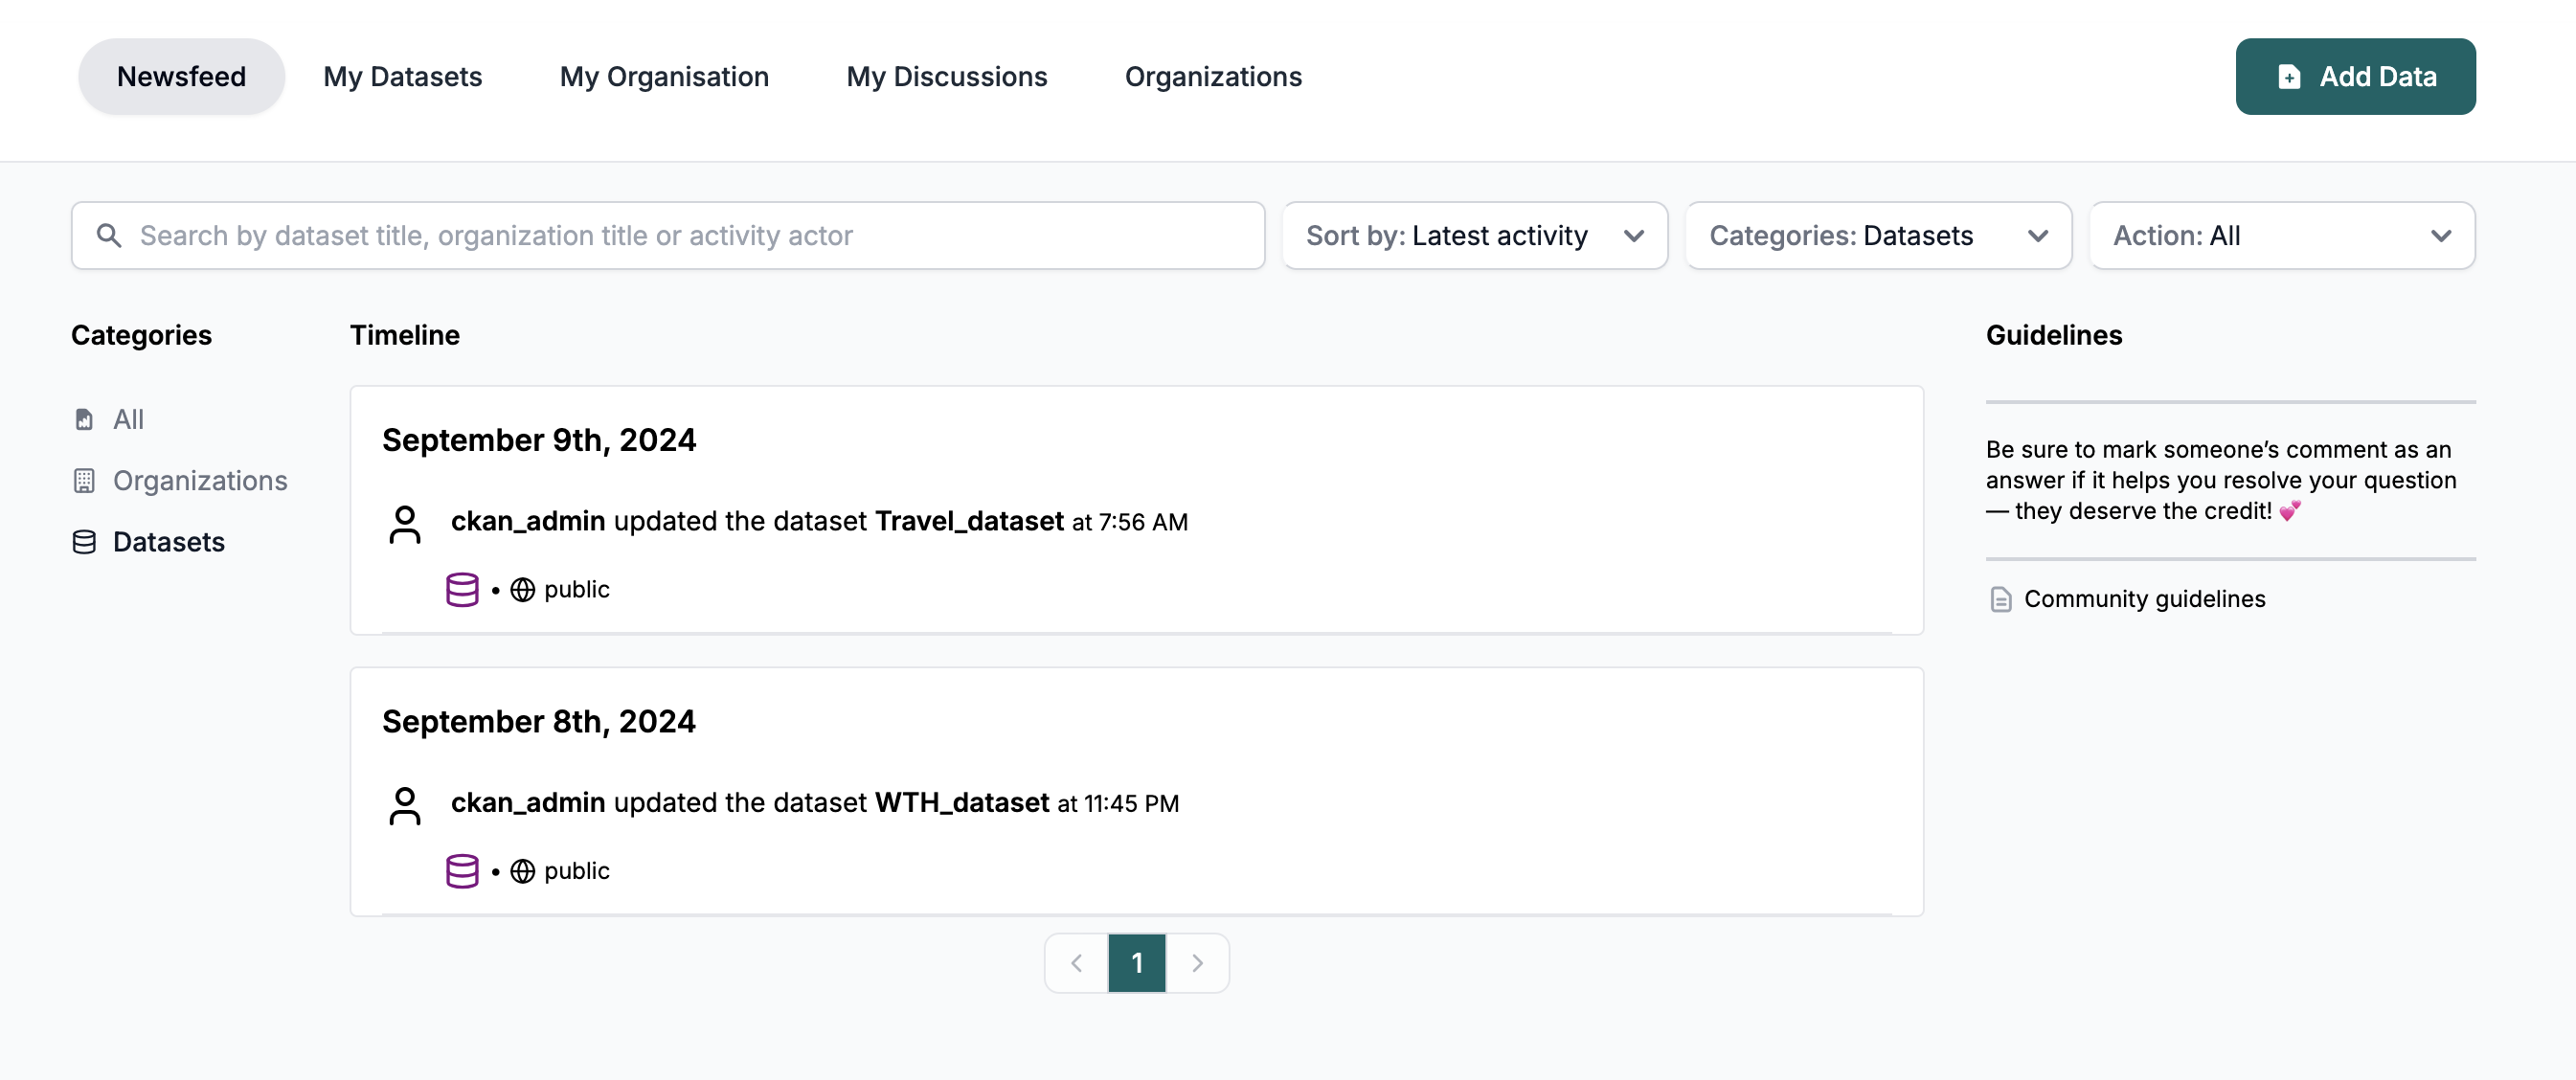 Newsfeed
My Datasets
My Organisation
My Discussions
Organizations
Add Data
Search by dataset title, organization title or activity actor
Sort by: Latest activity
Categories: Datasets
Action: All
Categories
All
Organizations
Datasets
Timeline
September 9th, 2024
ckan_admin updated the dataset Travel_dataset at 7:56 AM
• public
September 8th, 2024
ckan_admin updated the dataset WTH_dataset at 11:45 PM
• public
1
Guidelines
Be sure to mark someone’s comment as an
answer if it helps you resolve your question
— they deserve the credit! 💕
Community guidelines